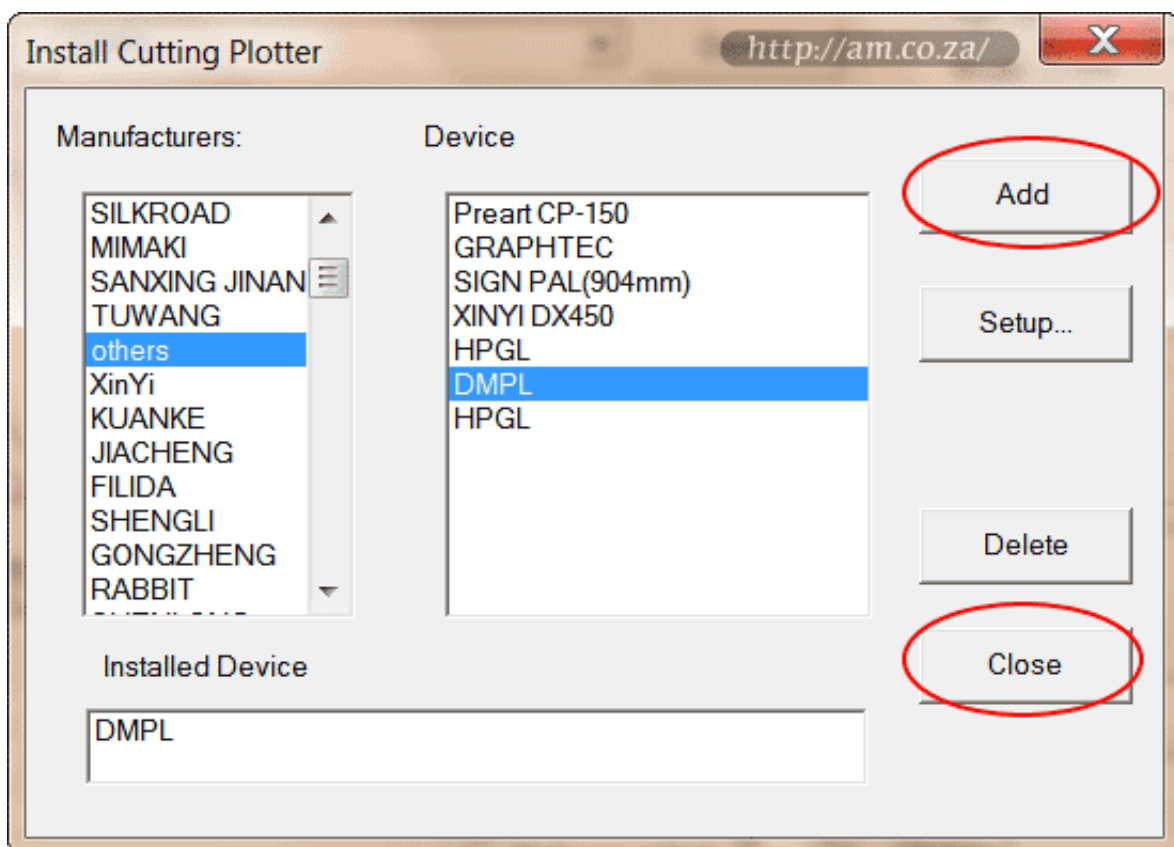 Install Cutting Plotter
http://am.co.za/
X
Manufacturers:
SILKROAD
MIMAKI
SANXING JINAN
TUWANG
others
XinYi
KUANKE
JIACHENG
FILIDA
SHENGLI
GONGZHENG
RABBIT
Device
Preart CP-150
GRAPHTEC
SIGN PAL(904mm)
XINYI DX450
HPGL
DMPL
HPGL
Add
Setup...
Delete
Close
Installed Device
DMPL